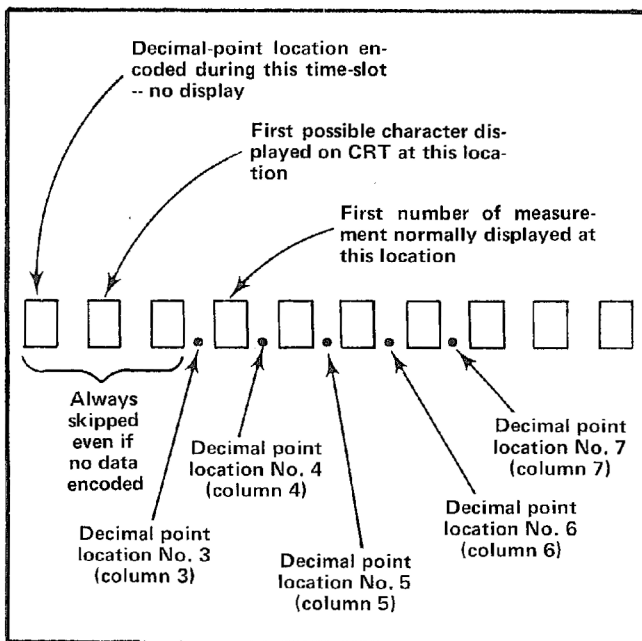 Decimal-point location en-
coded during this time-slot
-- no display
First possible character dis-
played on CRT at this loca-
tion
First number of measure-
ment normally displayed at
this location
Always
skipped
even if
no data
encoded
Decimal point
location No. 3
(column 3)
Decimal point
location No. 4
(column 4)
Decimal point
location No. 5
(column 5)
Decimal point
location No. 6
(column 6)
Decimal point
location No. 7
(column 7)